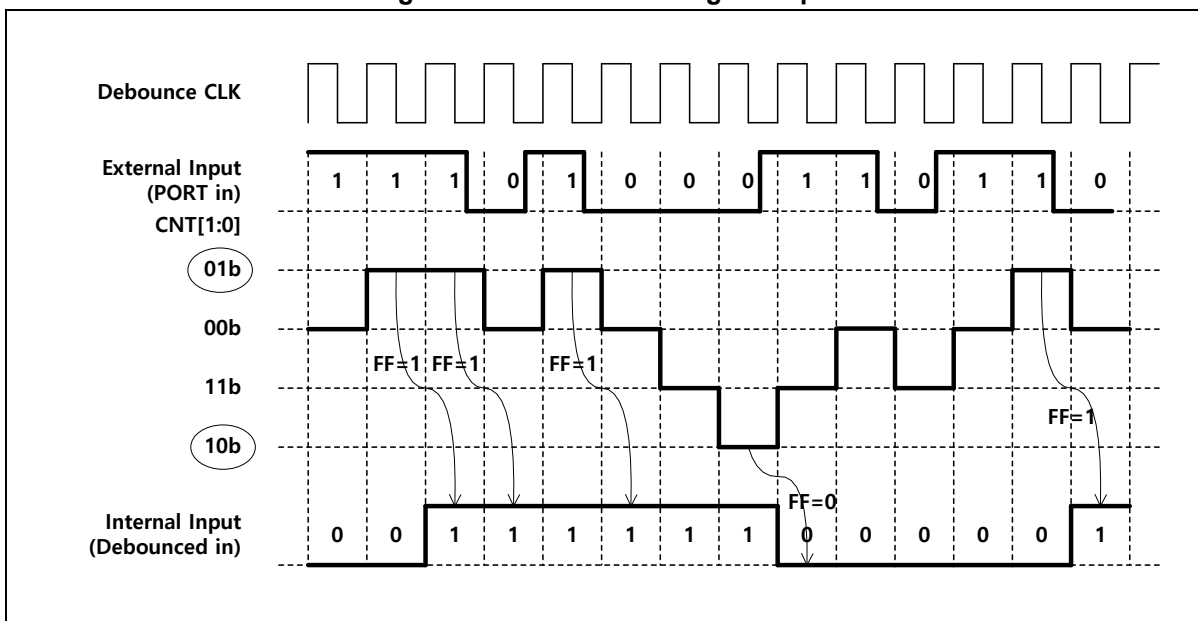 Debounce CLK
External Input
(PORT in)
1 1 1 0 1 0 0 0 1 1 0 1 1 0
CNT[1:0]
01b
00b
FF=1 FF=1 FF=1
11b
FF=1
10b
FF=0
Internal Input
(Debounced in)
0 0 1 1 1 1 1 1 0 0 0 0 0 1